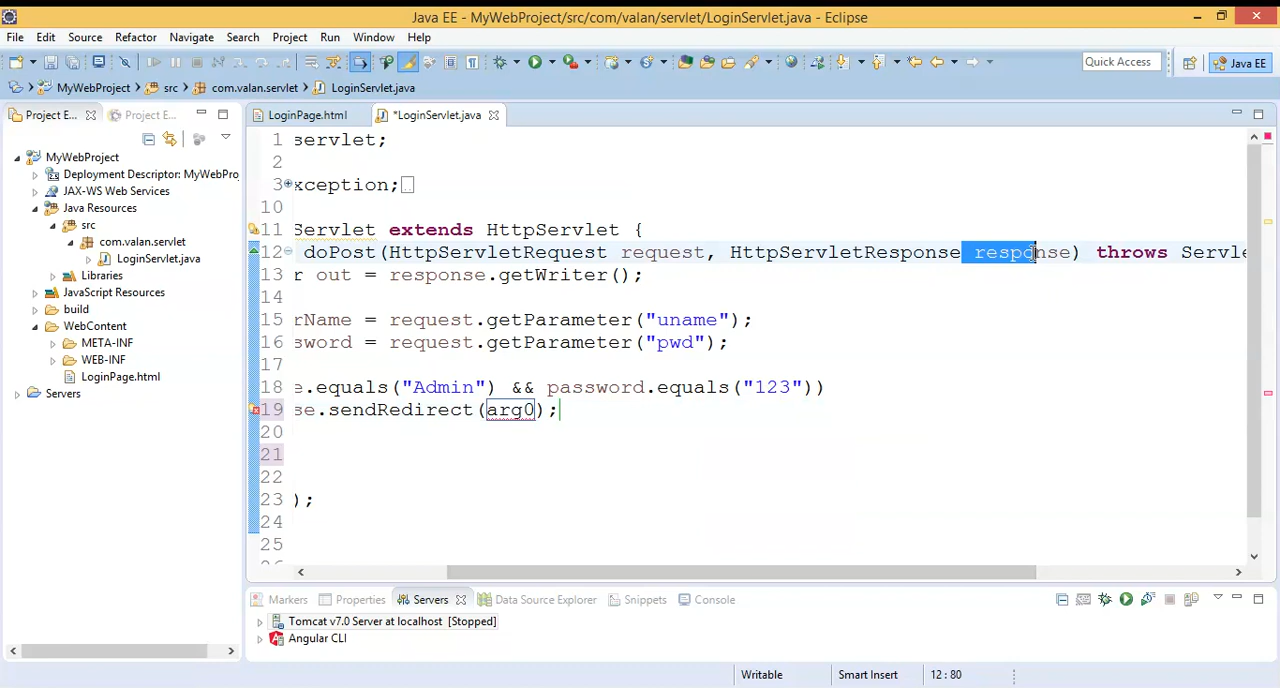 Java EE - MyWebProject/src/com/valan/servlet/LoginServlet.java - Eclipse
File Edit Source Refactor Navigate Search Project Run Window Help
Quick Access Java EE
MyWebProject src com.valan.servlet LoginServlet.java
Project E... Project E... LoginPage.html *LoginServlet.java
MyWebProject
Deployment Descriptor: MyWebPro
JAX-WS Web Services
Java Resources
src
com.valan.servlet
LoginServlet.java
Libraries
JavaScript Resources
build
WebContent
META-INF
WEB-INF
LoginPage.html
Servers
1 servlet;
2
3 xception;
10
11 Servlet extends HttpServlet {
12 doPost(HttpServletRequest request, HttpServletResponse response) throws Servle
13 r out = response.getWriter();
14
15 rName = request.getParameter("uname");
16 sword = request.getParameter("pwd");
17
18 e.equals("Admin") && password.equals("123"))
19 se.sendRedirect(arg0);
20
21
22
23 );
24
25
Markers Properties Servers Data Source Explorer Snippets Console
Tomcat v7.0 Server at localhost [Stopped]
Angular CLI
Writable Smart Insert 12 : 80